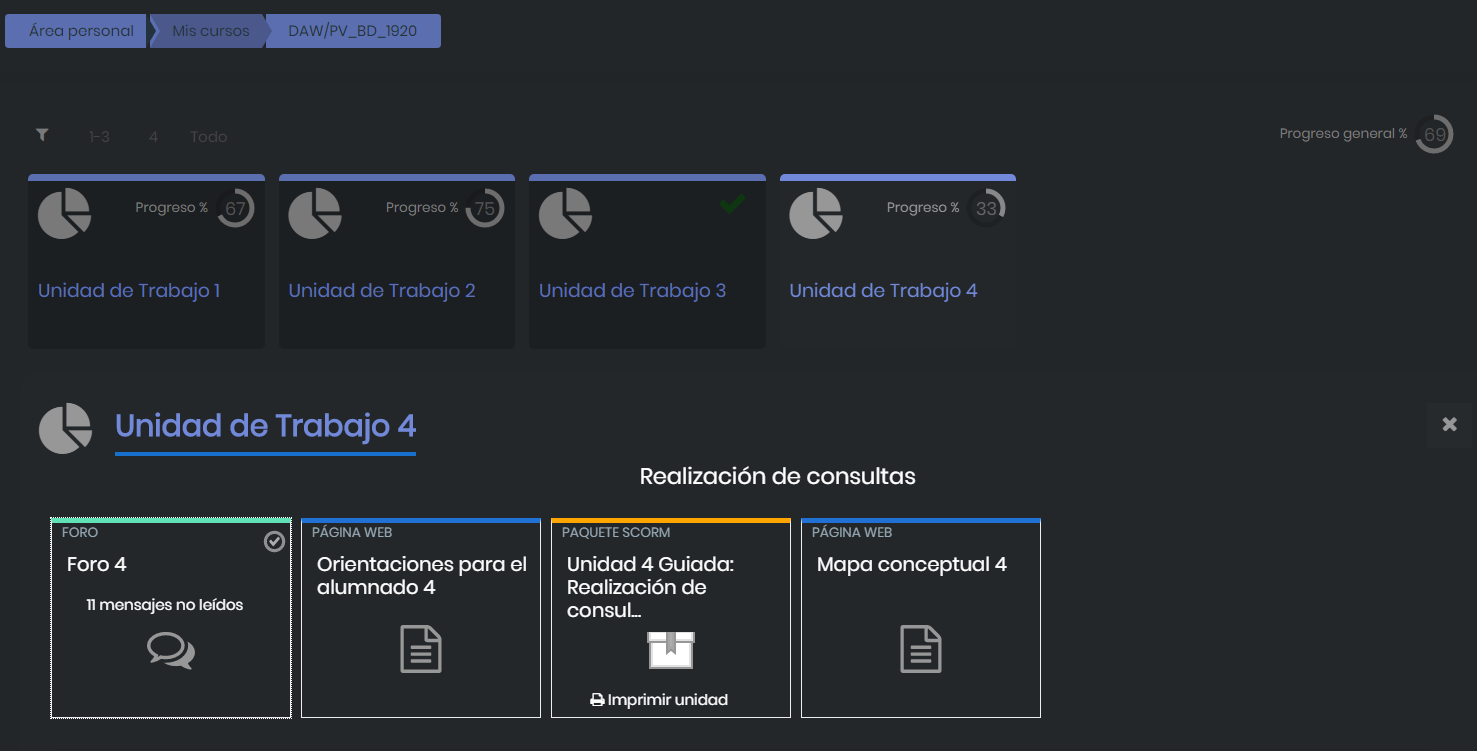 Área personal
Mis cursos
DAW/PV_BD_1920
1-3
4
Todo
Progreso general %
69
Progreso %
67
Unidad de Trabajo 1
Progreso %
75
Unidad de Trabajo 2
Unidad de Trabajo 3
Progreso %
33
Unidad de Trabajo 4
Unidad de Trabajo 4
Realización de consultas
FORO
Foro 4
11 mensajes no leídos
PÁGINA WEB
Orientaciones para el
alumnado 4
PAQUETE SCORM
Unidad 4 Guiada:
Realización de
consul...
Imprimir unidad
PÁGINA WEB
Mapa conceptual 4